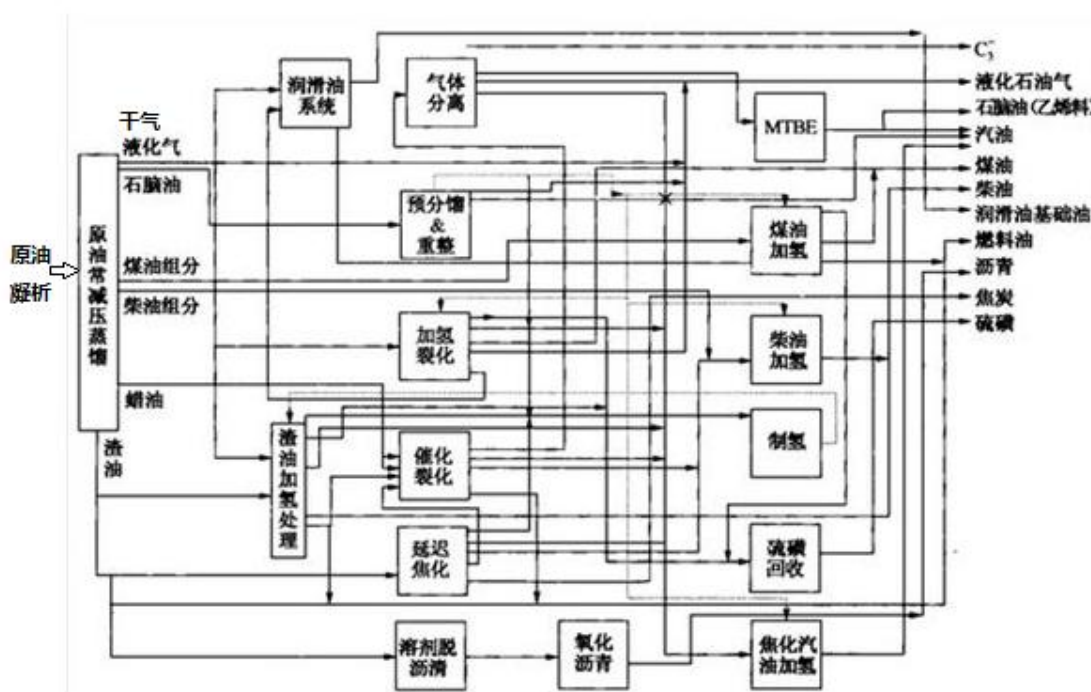 润滑油
系统
气体
分离
MTBE
C₃⁼
液化石油气
石脑油(乙烯料)
汽油
煤油
柴油
润滑油基础油
燃料油
沥青
焦炭
硫磺
干气
液化气
石脑油
煤油组分
柴油组分
蜡油
渣油
原油
凝析
原油常减压蒸馏
预分馏
&
重整
煤油
加氢
加氢
裂化
柴油
加氢
渣油加氢处理
催化
裂化
制氢
延迟
焦化
硫磺
回收
溶剂脱
沥清
氧化
沥青
焦化汽
油加氢